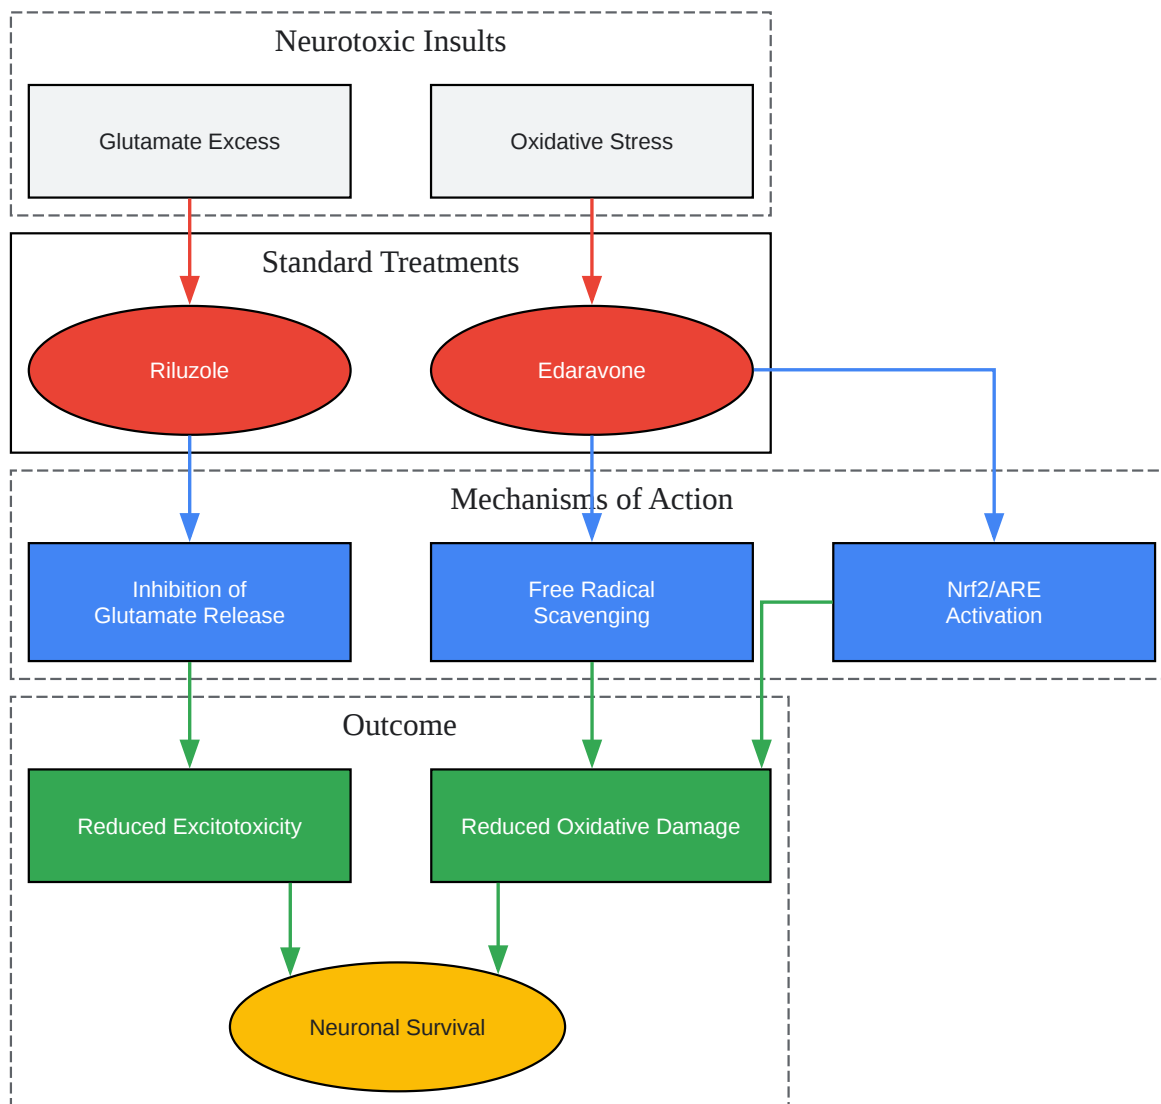 Neurotoxic Insults
Glutamate Excess
Oxidative Stress
Standard Treatments
Riluzole
Edaravone
Mechanisms of Action
Inhibition of
Glutamate Release
Free Radical
Scavenging
Nrf2/ARE
Activation
Outcome
Reduced Excitotoxicity
Reduced Oxidative Damage
Neuronal Survival